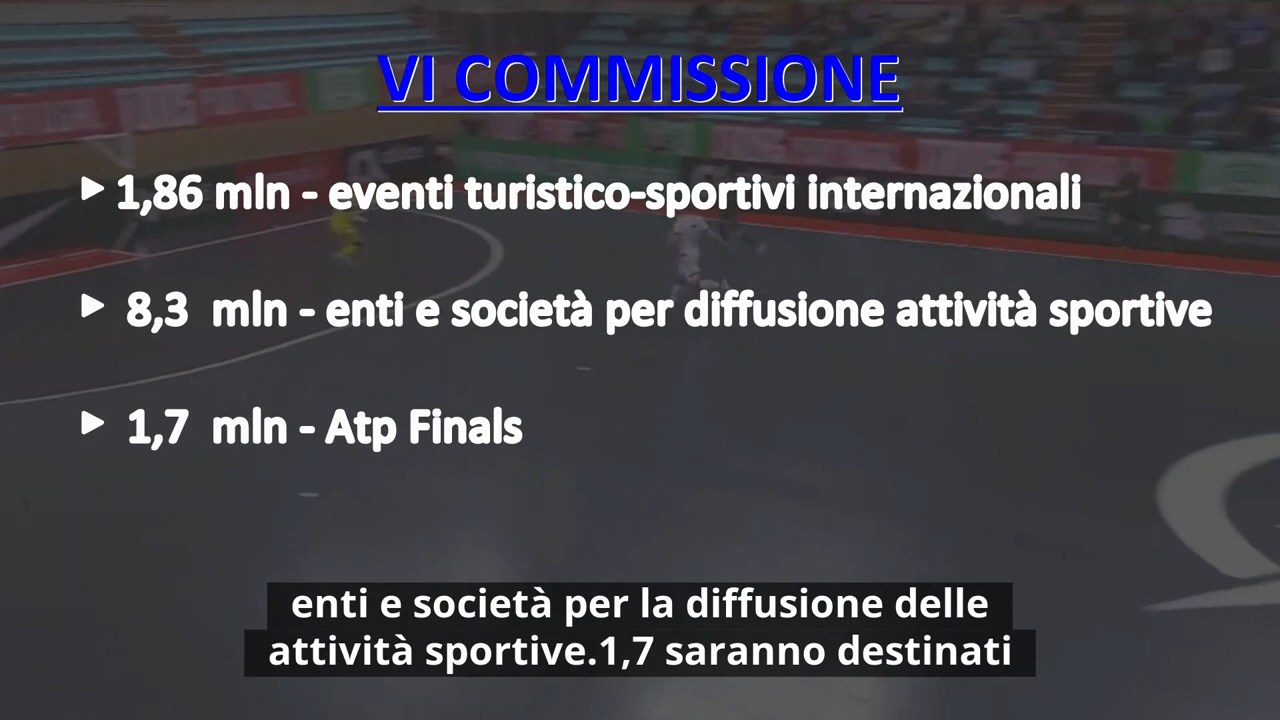 VI COMMISSIONE
1,86 mln - eventi turistico-sportivi internazionali
8,3 mln - enti e società per diffusione attività sportive
1,7 mln - Atp Finals
enti e società per la diffusione delle
attività sportive.1,7 saranno destinati